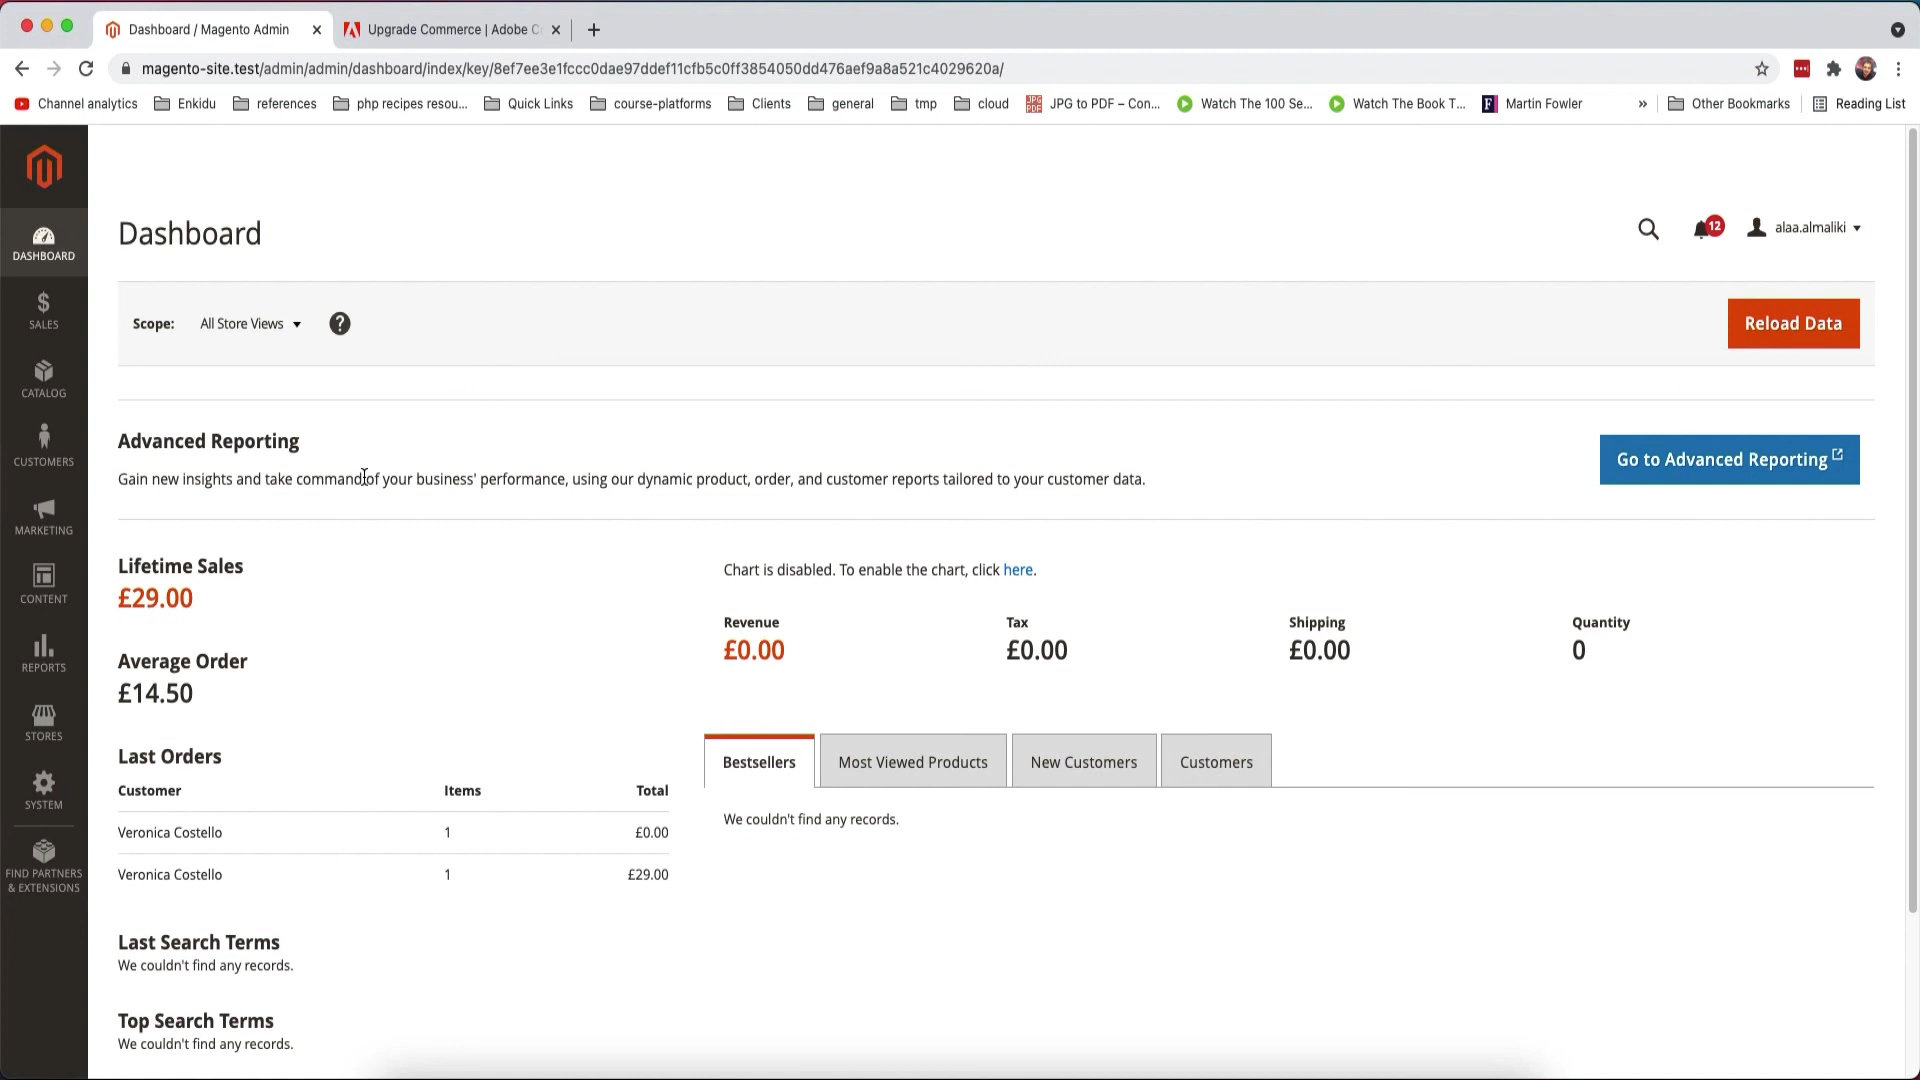 Dashboard / Magento Admin
Upgrade Commerce | Adobe C
magento-site.test/admin/admin/dashboard/index/key/8ef7ee3e1fccc0dae97ddef11cfb5c0ff3854050dd476aef9a8a521c4029620a/
Channel analytics Enkidu references php recipes resou... Quick Links course-platforms Clients general tmp cloud JPG to PDF – Con... Watch The 100 Se... Watch The Book T... Martin Fowler » Other Bookmarks Reading List
DASHBOARD
SALES
CATALOG
CUSTOMERS
MARKETING
CONTENT
REPORTS
STORES
SYSTEM
FIND PARTNERS
& EXTENSIONS
Dashboard
12
alaa.almaliki
Scope: All Store Views ?
Reload Data
Advanced Reporting
Gain new insights and take command of your business' performance, using our dynamic product, order, and customer reports tailored to your customer data.
Go to Advanced Reporting
Lifetime Sales
£29.00
Average Order
£14.50
Last Orders
Customer Items Total
Veronica Costello 1 £0.00
Veronica Costello 1 £29.00
Last Search Terms
We couldn't find any records.
Top Search Terms
We couldn't find any records.
Chart is disabled. To enable the chart, click here.
Revenue Tax Shipping Quantity
£0.00 £0.00 £0.00 0
Bestsellers Most Viewed Products New Customers Customers
We couldn't find any records.